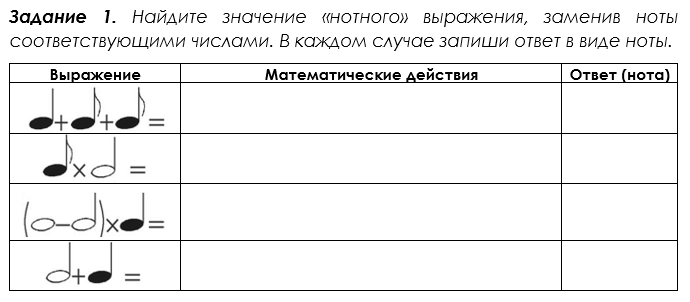 Задание 1. Найдите значение «нотного» выражения, заменив ноты
соответствующими числами. В каждом случае запиши ответ в виде ноты.
Выражение Математические действия Ответ (нота)
♩+♪+♪=
♪x𝅗𝅥 =
(𝅝–𝅗𝅥)x♩=
𝅗𝅥+♩ =